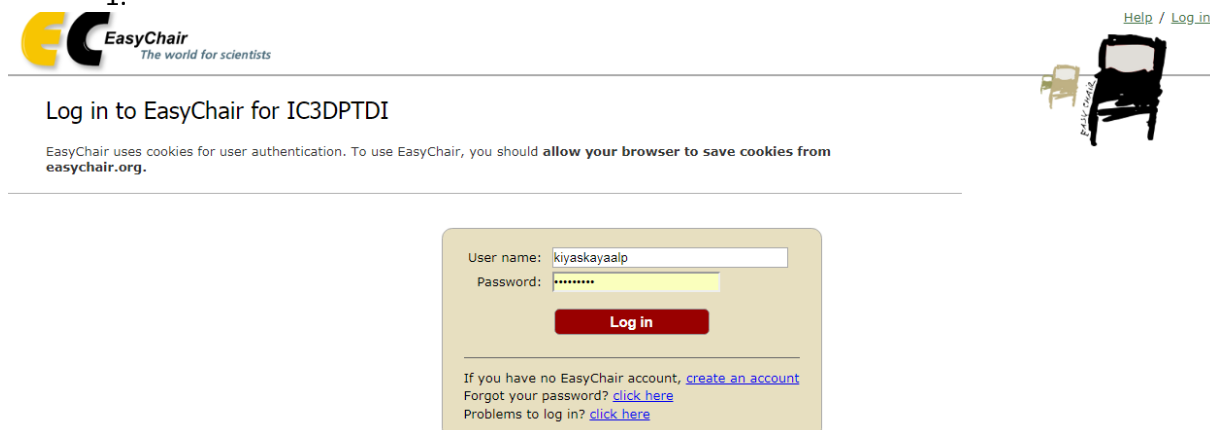 1.
EC EasyChair
The world for scientists
Help / Log in
EASY CHAIR
Log in to EasyChair for IC3DPTDI
EasyChair uses cookies for user authentication. To use EasyChair, you should allow your browser to save cookies from
easychair.org.
User name: kiyaskayaalp
Password: •••••••••
Log in
If you have no EasyChair account, create an account
Forgot your password? click here
Problems to log in? click here